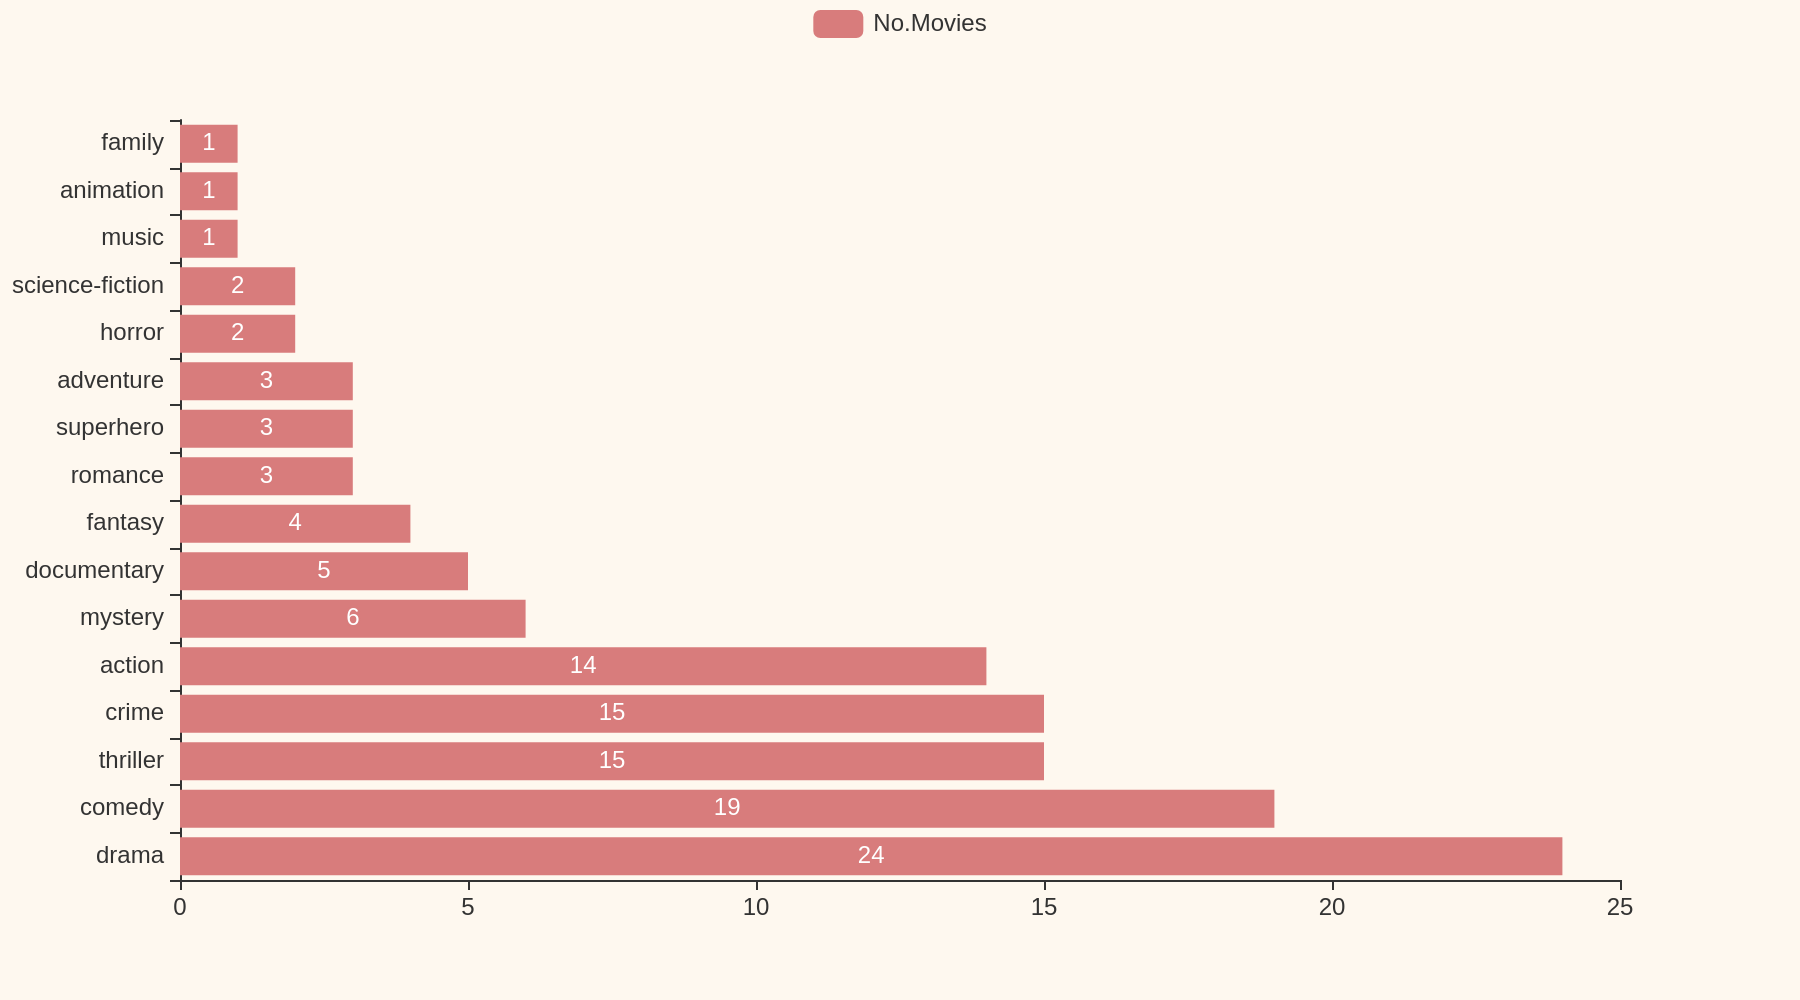 No.Movies
family 1
animation 1
music 1
science-fiction 2
horror 2
adventure 3
superhero 3
romance 3
fantasy 4
documentary 5
mystery 6
action 14
crime 15
thriller 15
comedy 19
drama 24
0 5 10 15 20 25